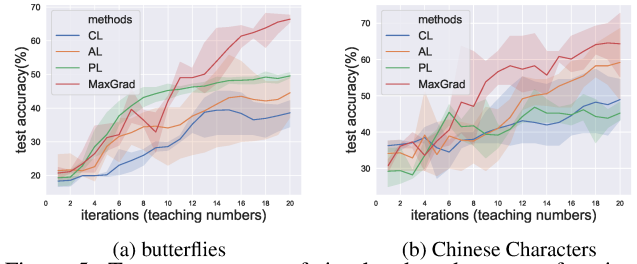 methods
CL
AL
PL
MaxGrad
test accuracy(%)
70
60
50
40
30
20
0 2 4 6 8 10 12 14 16 18 20
iterations (teaching numbers)
(a) butterflies
methods
CL
AL
PL
MaxGrad
test accuracy(%)
70
60
50
40
30
0 2 4 6 8 10 12 14 16 18 20
iterations (teaching numbers)
(b) Chinese Characters